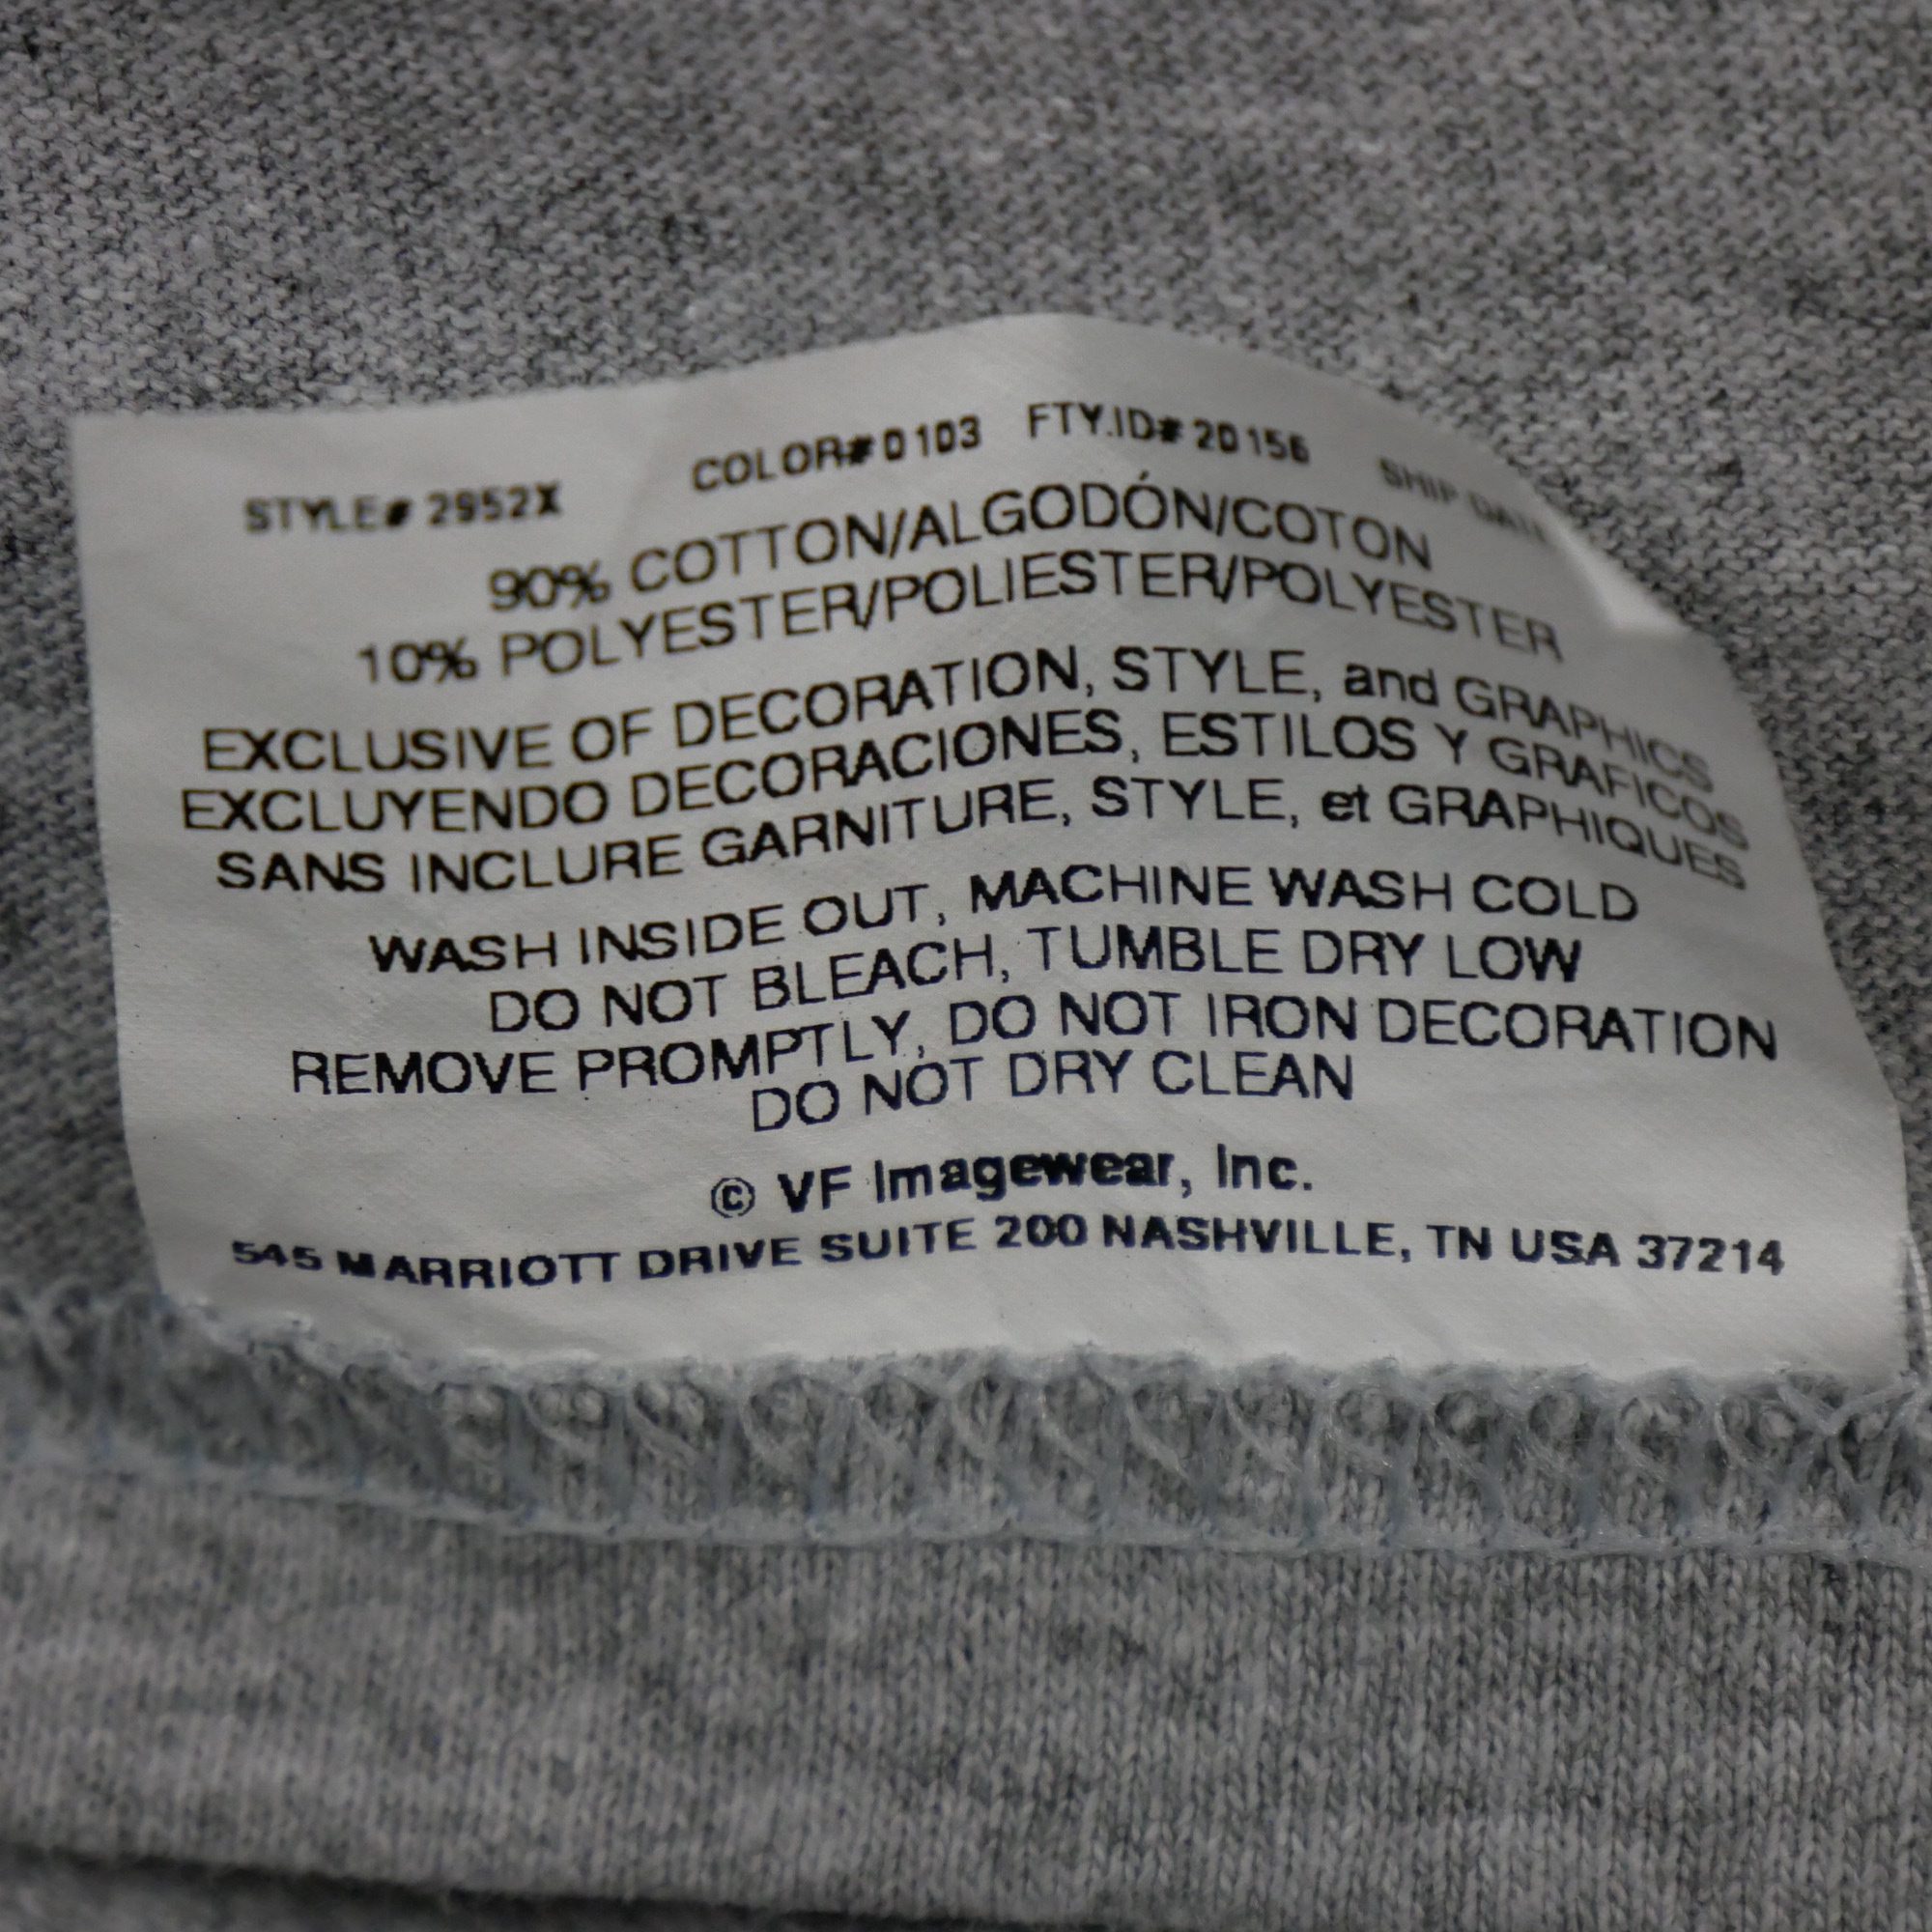 STYLE# 2952X COLOR# 0103 FTY.ID# 20156 SHIP DATE
90% COTTON/ALGODÓN/COTON
10% POLYESTER/POLIESTER/POLYESTER
EXCLUSIVE OF DECORATION, STYLE, and GRAPHICS
EXCLUYENDO DECORACIONES, ESTILOS Y GRAFICOS
SANS INCLURE GARNITURE, STYLE, et GRAPHIQUES
WASH INSIDE OUT, MACHINE WASH COLD
DO NOT BLEACH, TUMBLE DRY LOW
REMOVE PROMPTLY, DO NOT IRON DECORATION
DO NOT DRY CLEAN
© VF Imagewear, Inc.
545 MARRIOTT DRIVE SUITE 200 NASHVILLE, TN USA 37214